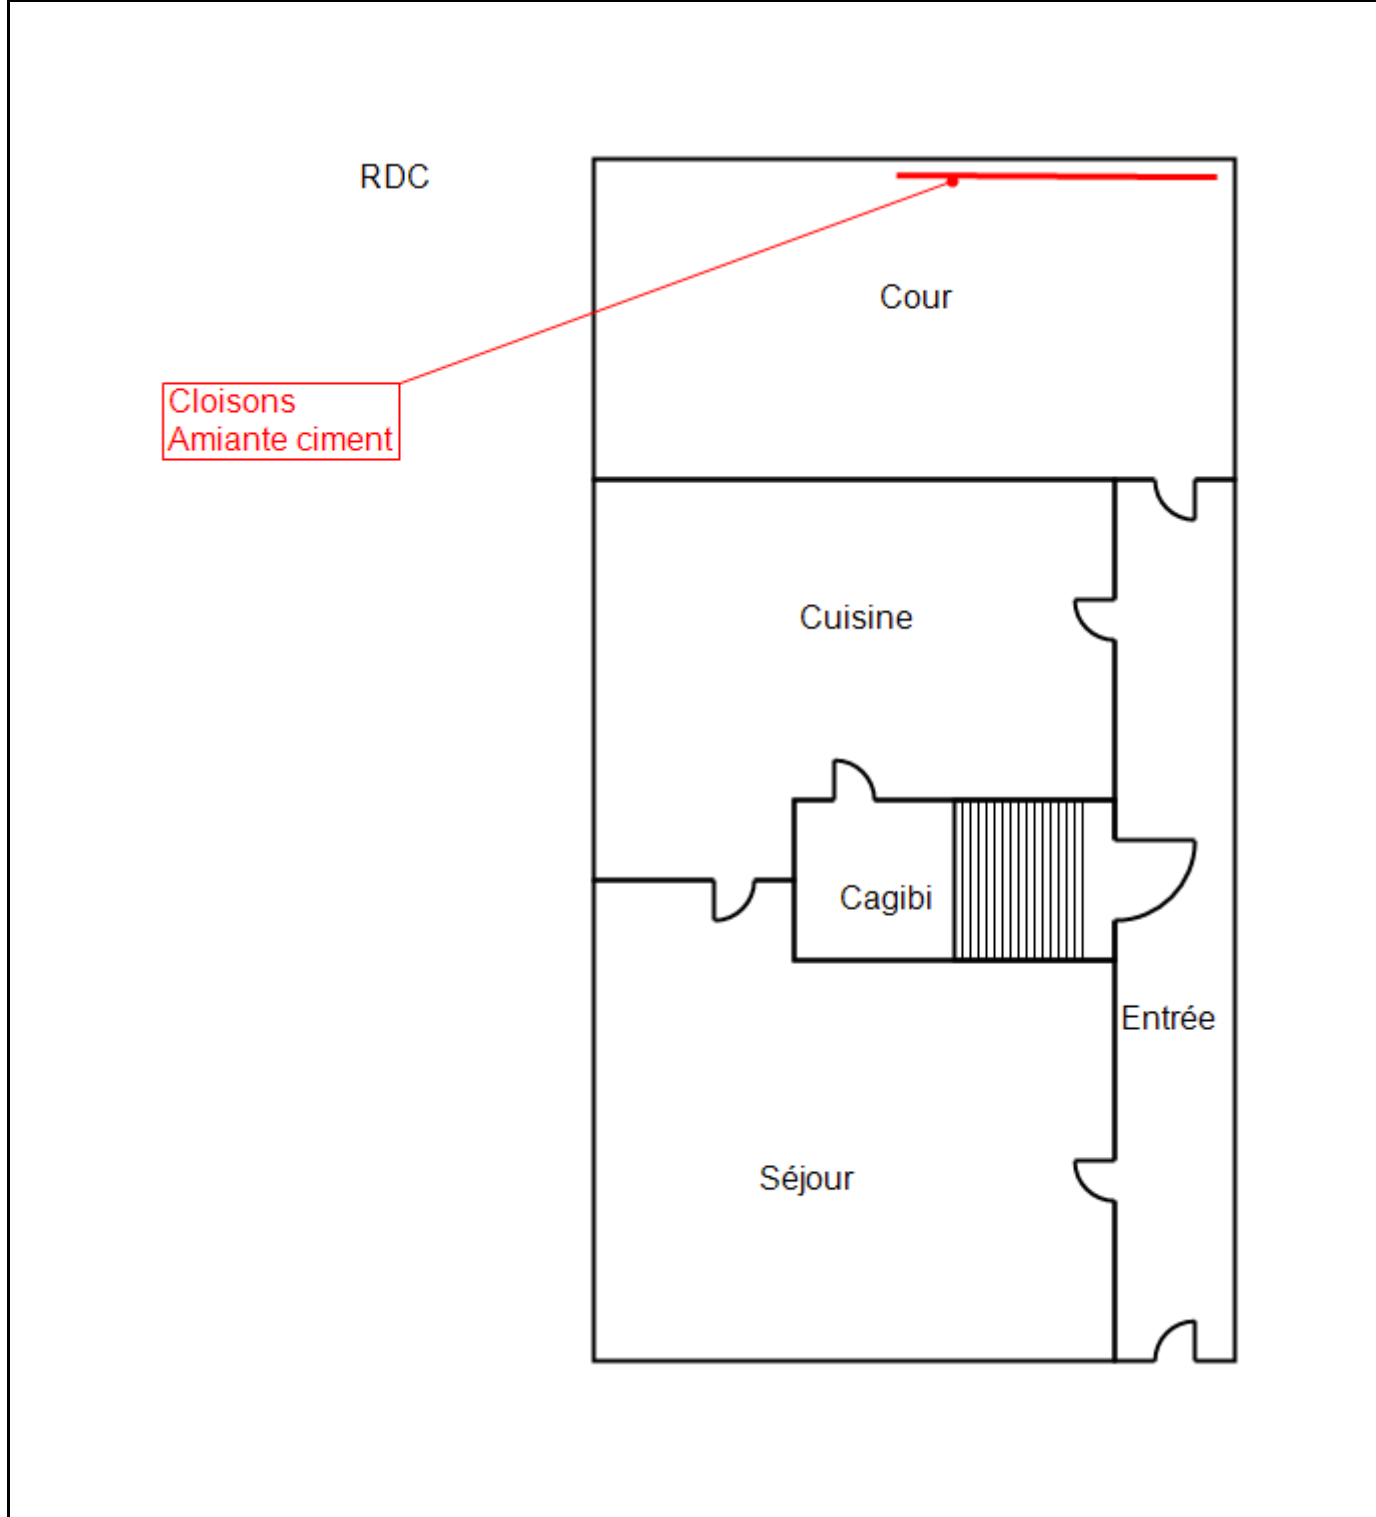 RDC
Cour
Cloisons
Amiante ciment
Cuisine
Cagibi
Entrée
Séjour